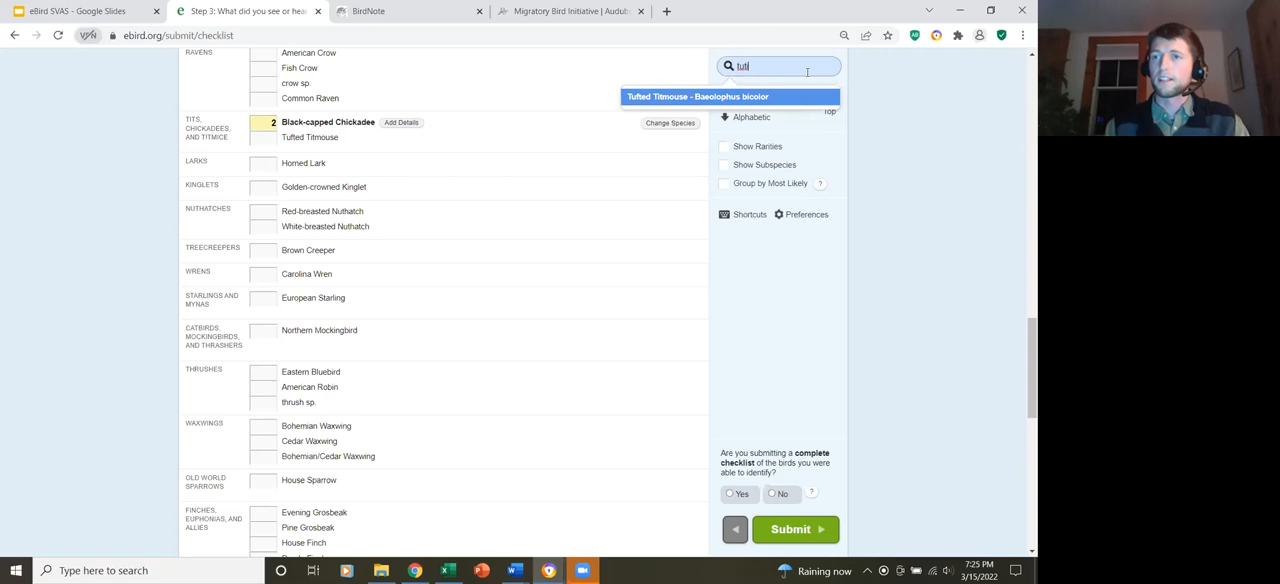 eBird SVAS - Google Slides
Step 3: What did you see or hea
BirdNote
Migratory Bird Initiative | Audub
VPN
ebird.org/submit/checklist
RAVENS
American Crow
Fish Crow
crow sp.
Common Raven
TITS,
CHICKADEES,
AND TITMICE
2
Black-capped Chickadee
Add Details
Change Species
Tufted Titmouse
LARKS
Horned Lark
KINGLETS
Golden-crowned Kinglet
NUTHATCHES
Red-breasted Nuthatch
White-breasted Nuthatch
TREECREEPERS
Brown Creeper
WRENS
Carolina Wren
STARLINGS AND
MYNAS
European Starling
CATBIRDS,
MOCKINGBIRDS,
AND THRASHERS
Northern Mockingbird
THRUSHES
Eastern Bluebird
American Robin
thrush sp.
WAXWINGS
Bohemian Waxwing
Cedar Waxwing
Bohemian/Cedar Waxwing
OLD WORLD
SPARROWS
House Sparrow
FINCHES,
EUPHONIAS, AND
ALLIES
Evening Grosbeak
Pine Grosbeak
House Finch
tuti
Tufted Titmouse - Baeolophus bicolor
Top
Alphabetic
Show Rarities
Show Subspecies
Group by Most Likely ?
Shortcuts Preferences
Are you submitting a complete
checklist of the birds you were
able to identify?
Yes No ?
Submit
Type here to search
Raining now
7:25 PM
3/15/2022